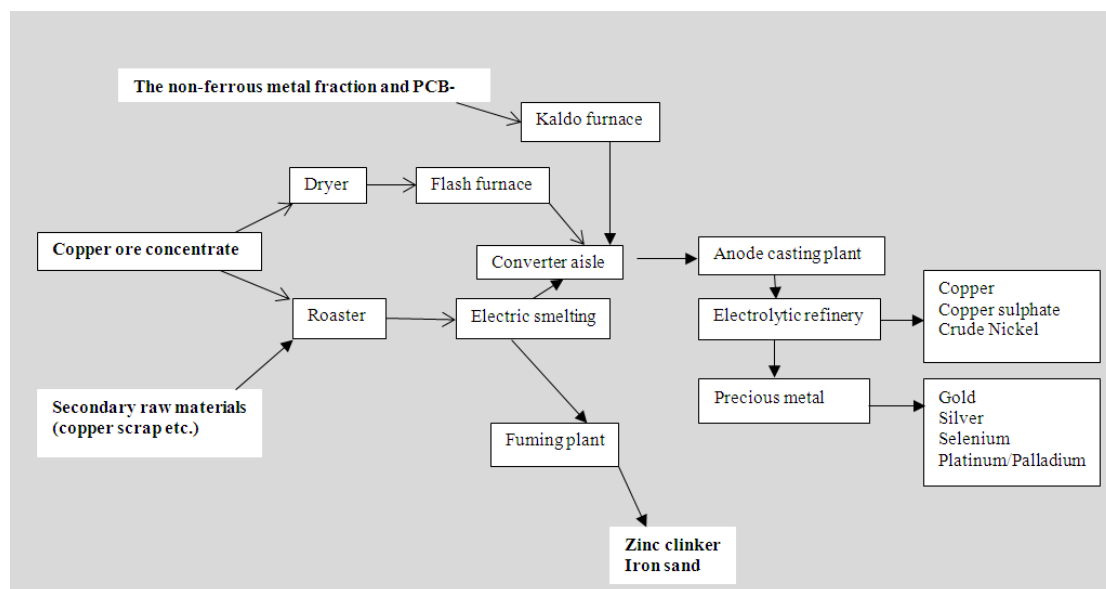 The non-ferrous metal fraction and PCB-
Kaldo furnace
Dryer
Flash furnace
Copper ore concentrate
Converter aisle
Anode casting plant
Roaster
Electric smelting
Electrolytic refinery
Copper
Copper sulphate
Crude Nickel
Secondary raw materials
(copper scrap etc.)
Precious metal
Gold
Silver
Selenium
Platinum/Palladium
Fuming plant
Zinc clinker
Iron sand